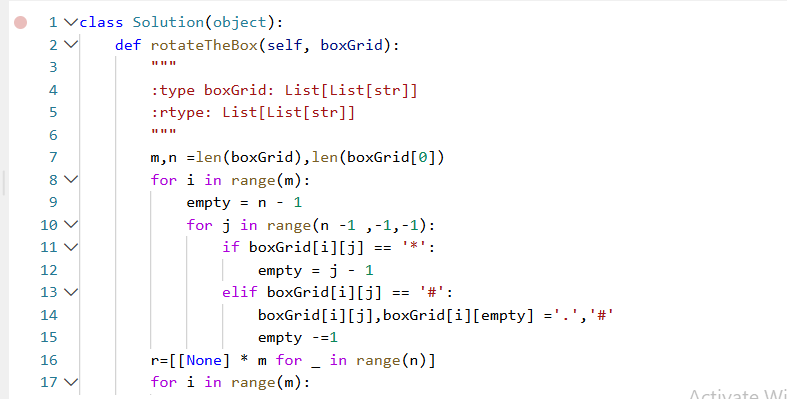 1 class Solution(object):
2     def rotateTheBox(self, boxGrid):
3         """
4         :type boxGrid: List[List[str]]
5         :rtype: List[List[str]]
6         """
7         m,n =len(boxGrid),len(boxGrid[0])
8         for i in range(m):
9             empty = n - 1
10             for j in range(n -1 ,-1,-1):
11                 if boxGrid[i][j] == '*':
12                     empty = j - 1
13                 elif boxGrid[i][j] == '#':
14                     boxGrid[i][j],boxGrid[i][empty] ='.','#'
15                     empty -=1
16         r=[[None] * m for _ in range(n)]
17         for i in range(m):
Activate Wi